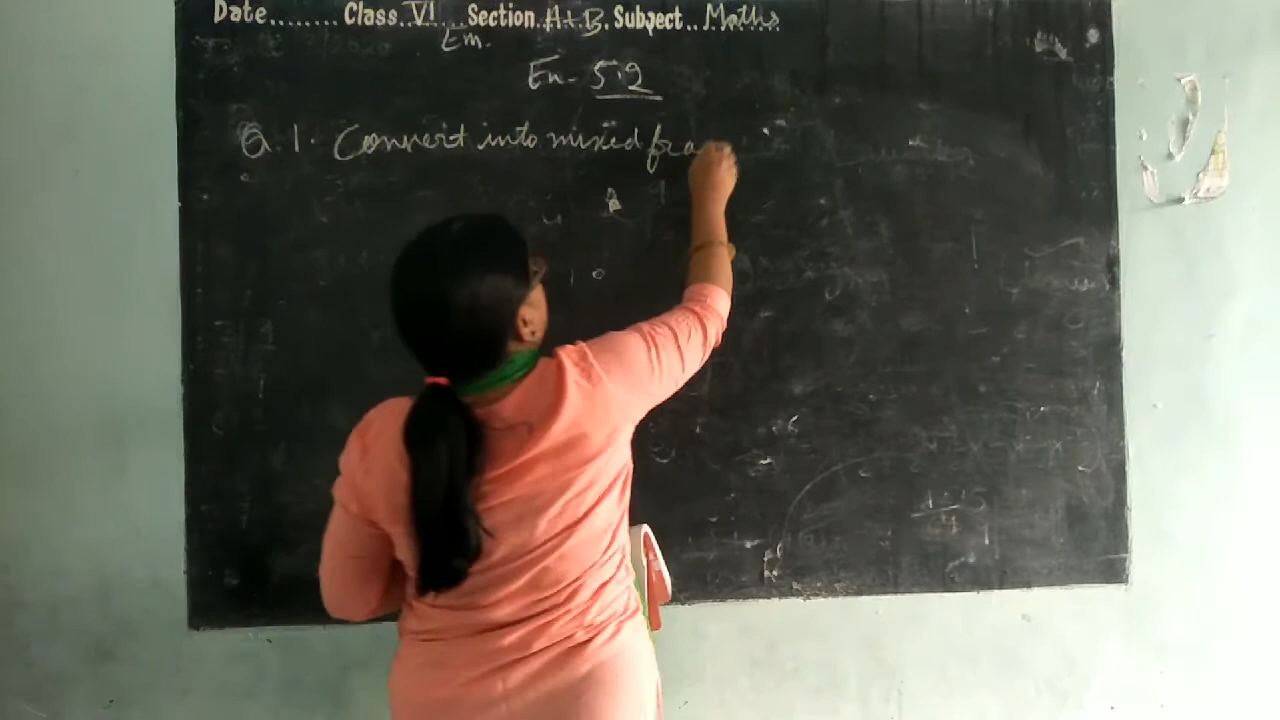 Date........ Class..VI... Section..A+B. Subject..Maths
Em.
Ex- 5.2
Q.1. Convert into mixed fra